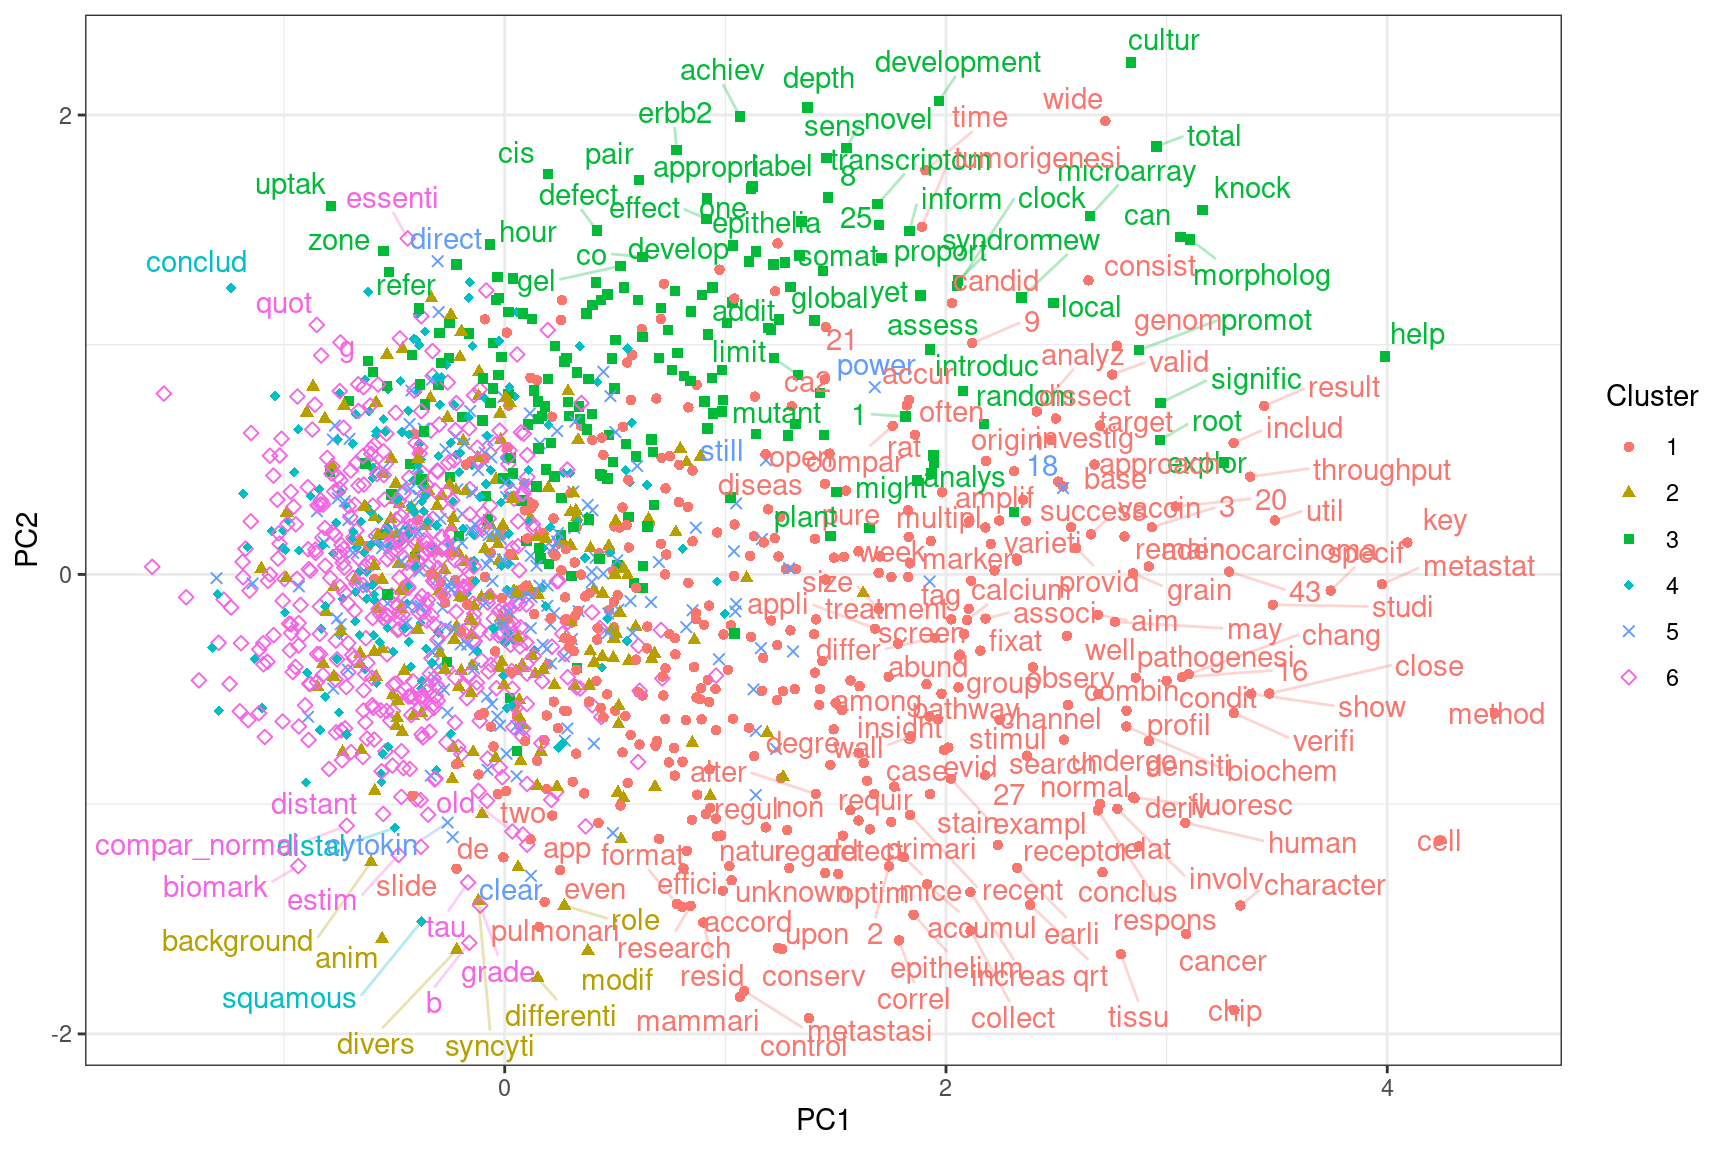 cultur
development
achiev
depth
wide
erbb2
sens
novel
time
total
cis
pair
appropri
label
transcriptom
tumorigenesi
microarray
8
uptak
essenti
defect
effect
one
epithelia
25
inform
clock
knock
can
zone
direct
hour
co
develop
somat
proport
syndrom
new
conclud
refer
gel
candid
consist
morpholog
quot
addit
global
yet
local
g
assess
9
genom
promot
help
limit
21
power
introduc
analyz
valid
ca2
accur
random
dissect
signific
result
mutant
1
often
target
root
includ
still
open
compar
rat
origin
investig
18
approach
explor
throughput
diseas
might
analys
amplif
base
success
vaccin
3
20
util
key
plant
pure
multipl
week
marker
varieti
remain
adenocarcinoma
specif
metastat
size
appli
treatment
tag
calcium
provid
grain
43
studi
differ
screen
associ
fixat
aim
may
chang
well
pathogenesi
16
close
abund
group
observ
among
pathway
combin
condit
show
method
insight
channel
profil
verifi
degre
wall
stimul
alter
case
evid
search
undergo
densiti
biochem
27
normal
distant
old
two
regul
non
requir
stain
exampl
deriv
fluoresc
compar_normal
distal
cytokin
de
app
format
natur
regard
detect
primari
receptor
relat
human
cell
biomark
estim
slide
clear
even
effici
unknown
optim
mice
recent
conclus
involv
character
background
tau
pulmonari
role
research
accord
upon
2
accumul
earli
respons
anim
grade
modif
resid
conserv
epithelium
increas
qrt
cancer
squamous
b
differenti
mammari
correl
collect
tissu
chip
divers
syncyti
metastasi
control
2
0
-2
0
2
4
PC1
PC2
Cluster
1
2
3
4
5
6